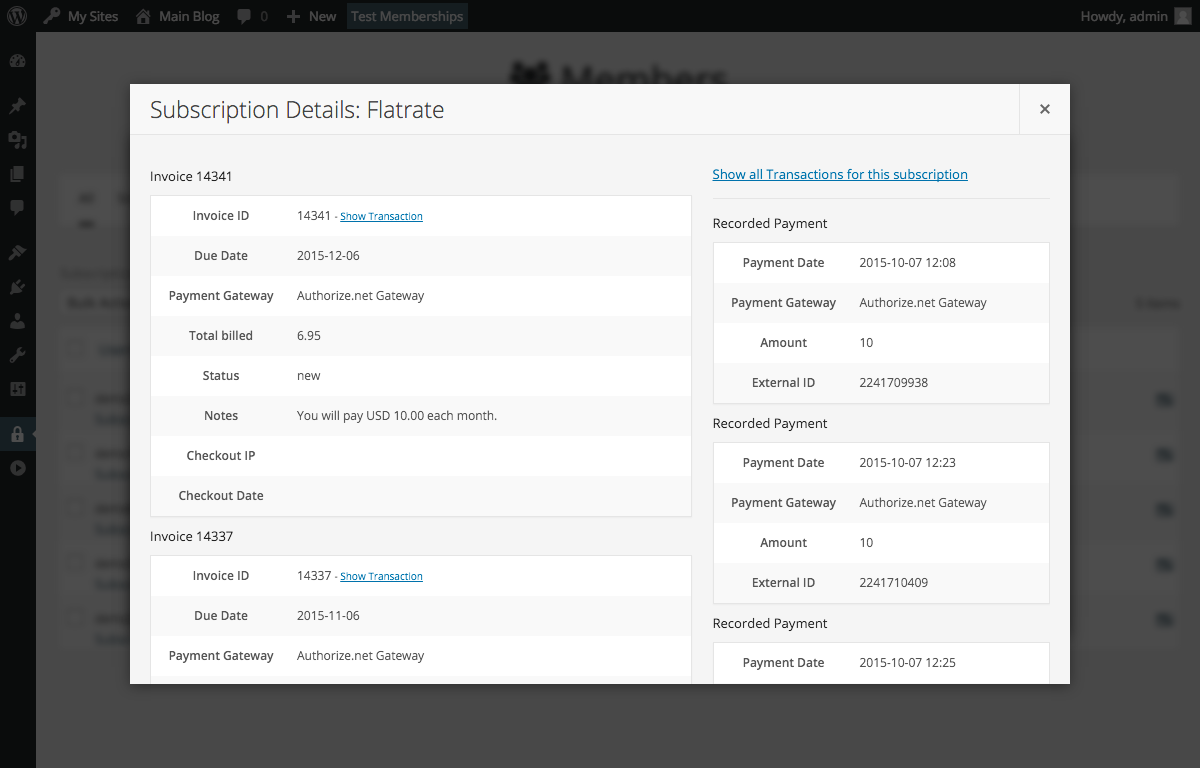 My Sites Main Blog 0 New Test Memberships Howdy, admin
Members
Subscription Details: Flatrate ×
Invoice 14341
Invoice ID 14341 - Show Transaction
Due Date 2015-12-06
Payment Gateway Authorize.net Gateway
Total billed 6.95
Status new
Notes You will pay USD 10.00 each month.
Checkout IP
Checkout Date
Invoice 14337
Invoice ID 14337 - Show Transaction
Due Date 2015-11-06
Payment Gateway Authorize.net Gateway
Show all Transactions for this subscription
Recorded Payment
Payment Date 2015-10-07 12:08
Payment Gateway Authorize.net Gateway
Amount 10
External ID 2241709938
Recorded Payment
Payment Date 2015-10-07 12:23
Payment Gateway Authorize.net Gateway
Amount 10
External ID 2241710409
Recorded Payment
Payment Date 2015-10-07 12:25